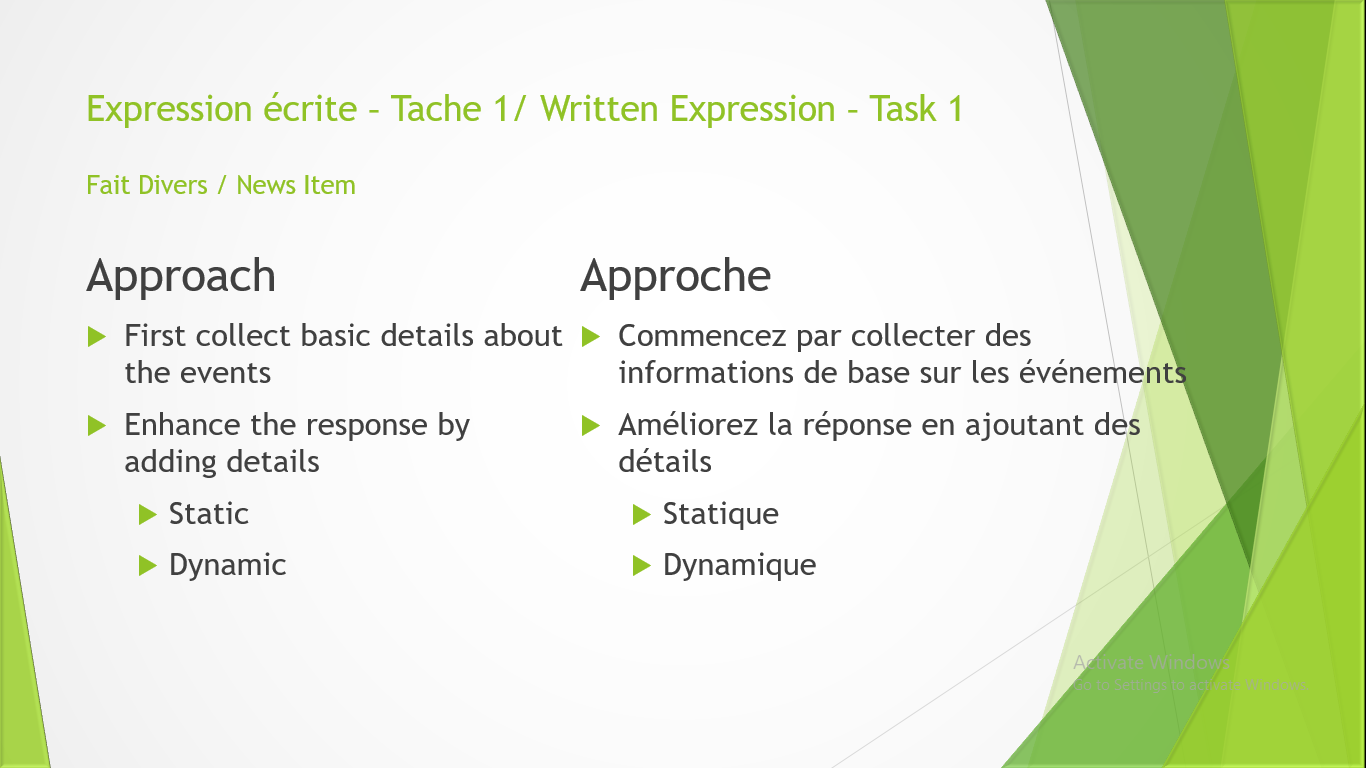 Expression écrite – Tache 1/ Written Expression – Task 1
Fait Divers / News Item
Approach
First collect basic details about
the events
Enhance the response by
adding details
Static
Dynamic
Approche
Commencez par collecter des
informations de base sur les événements
Améliorez la réponse en ajoutant des
détails
Statique
Dynamique
Activate Windows
Go to Settings to activate Windows.